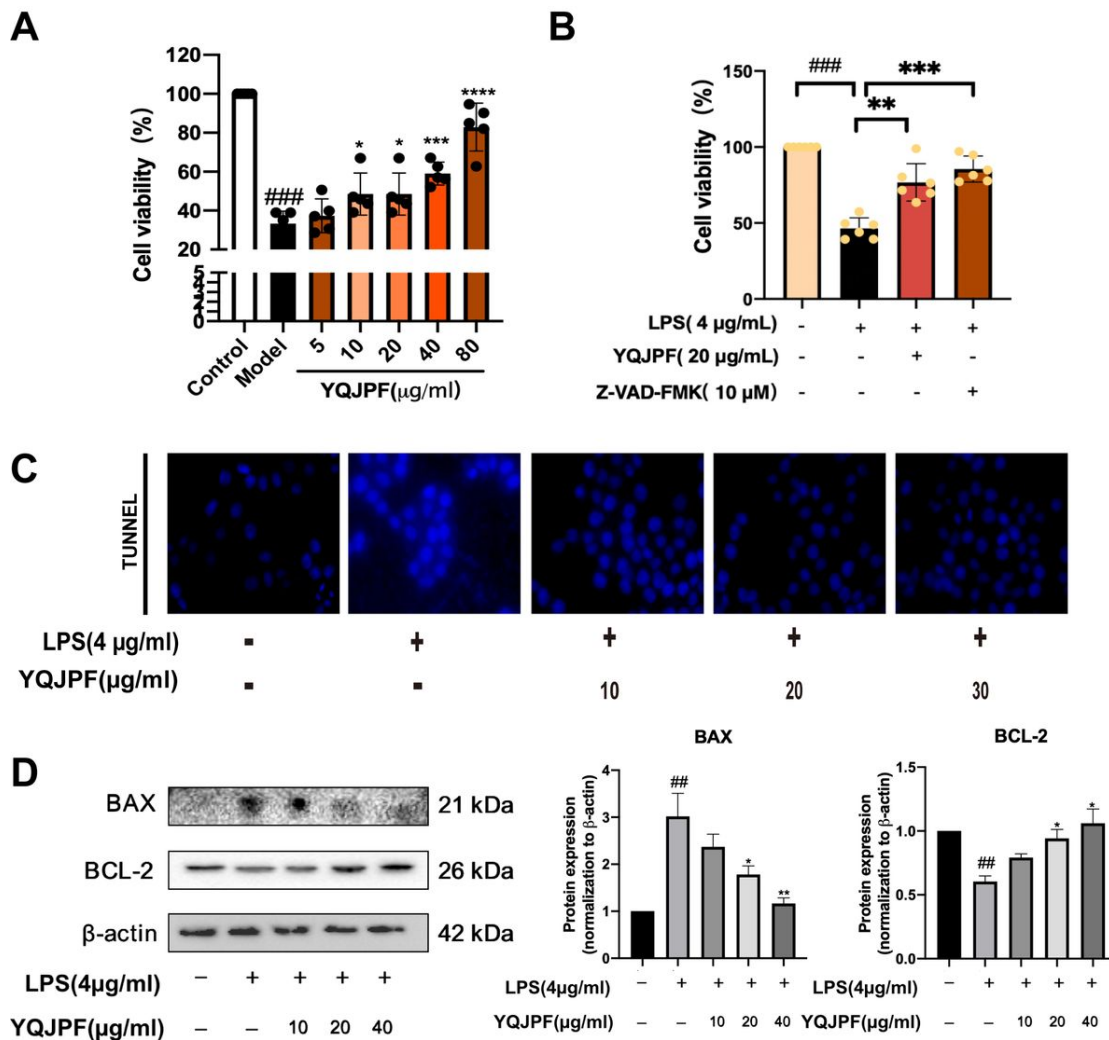 A
Cell viability (%)
120
100
80
60
40
20
5
4
3
2
1
0
###
*
*
***
****
Control
Model
5
10
20
40
80
YQJPF(μg/ml)
B
Cell viability (%)
150
100
50
0
###
**
***
LPS( 4 μg/mL) - + + +
YQJPF( 20 μg/mL) - - + -
Z-VAD-FMK( 10 μM) - - - +
C
TUNNEL
LPS(4 μg/ml) - + + + +
YQJPF(μg/ml) - - 10 20 30
D
BAX 21 kDa
BCL-2 26 kDa
β-actin 42 kDa
LPS(4μg/ml) – + + + +
YQJPF(μg/ml) – – 10 20 40
BAX
Protein expression
(normalization to β-actin)
4
3
2
1
0
##
*
**
LPS(4μg/ml) – + + + +
YQJPF(μg/ml) – – 10 20 40
BCL-2
Protein expression
(normalization to β-actin)
1.5
1.0
0.5
0.0
##
*
*
LPS(4μg/ml) – + + + +
YQJPF(μg/ml) – – 10 20 40